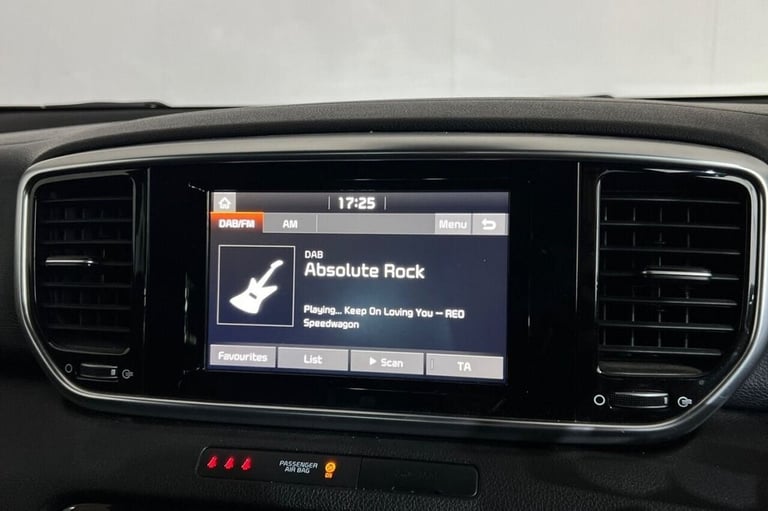 17:25
DAB/FM AM Menu
DAB
Absolute Rock
Playing... Keep On Loving You -- REO
Speedwagon
Favourites List Scan TA
PASSENGER
AIR BAG